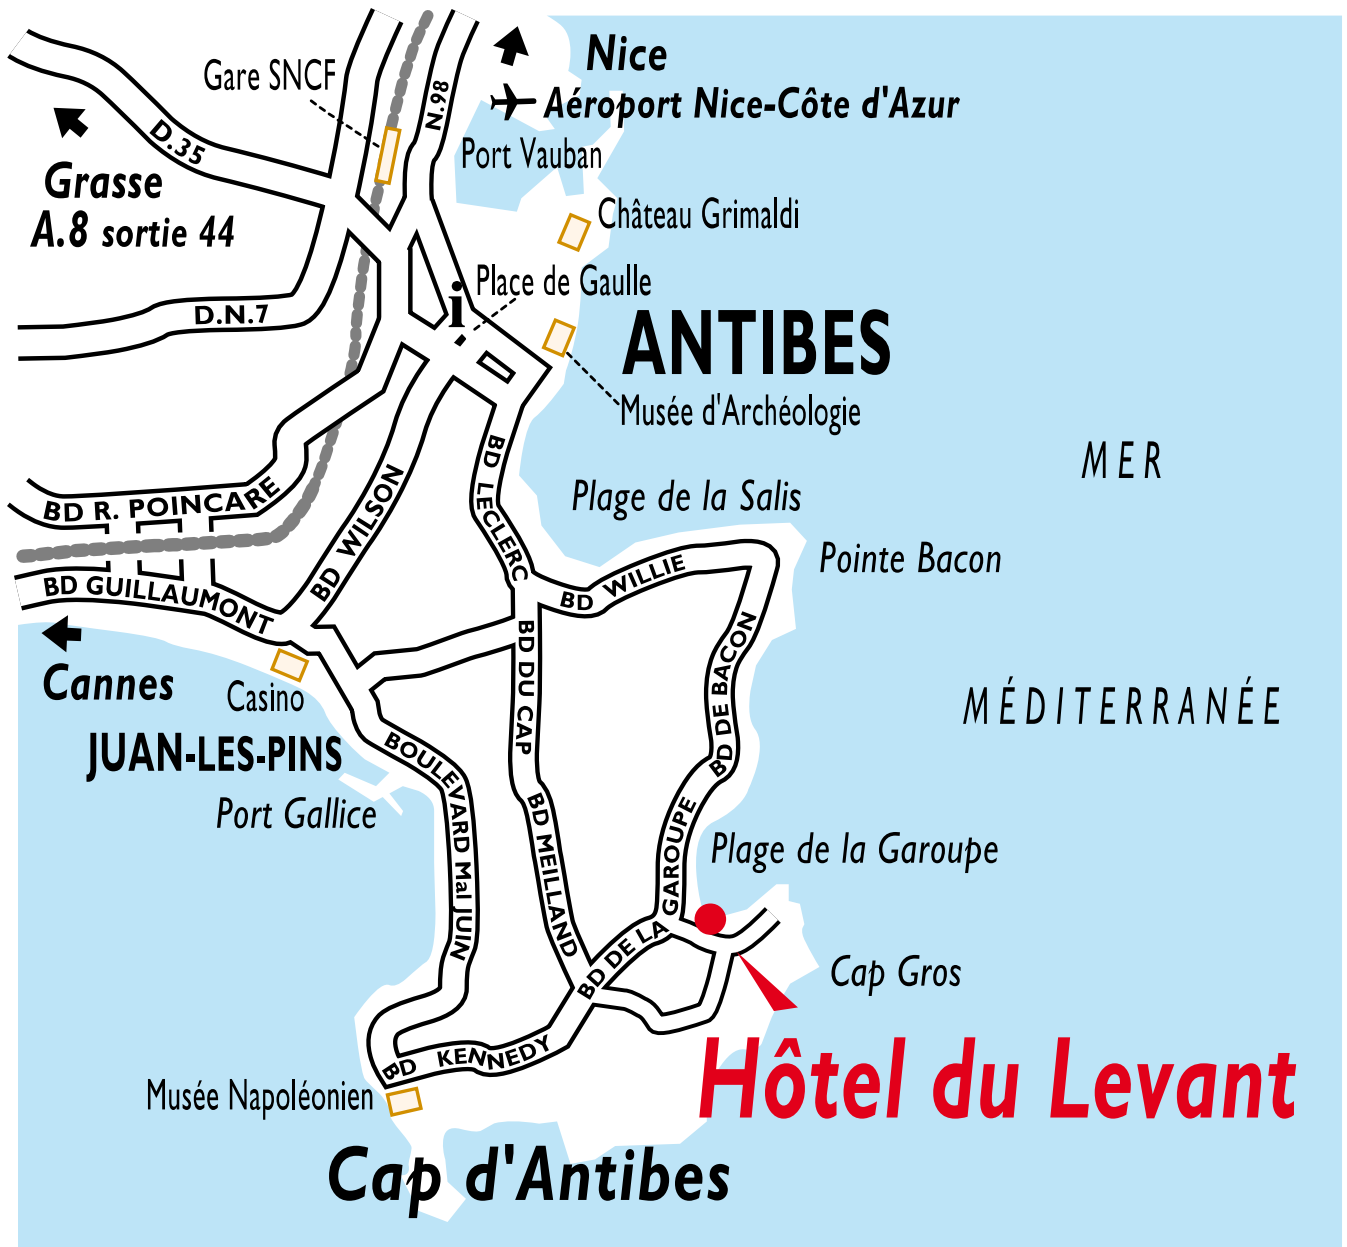 Nice
Aéroport Nice-Côte d'Azur
Gare SNCF
N.98
D.35
Port Vauban
Grasse
A.8 sortie 44
Château Grimaldi
i
Place de Gaulle
D.N.7
ANTIBES
Musée d'Archéologie
MER
BD LECLERC
Plage de la Salis
BD R. POINCARE
BD WILSON
Pointe Bacon
BD WILLIE
BD GUILLAUMONT
BD DU CAP
BD DE BACON
Cannes
Casino
MÉDITERRANÉE
JUAN-LES-PINS
BOULEVARD Mal JUIN
Port Gallice
BD MEILLAND
Plage de la Garoupe
BD DE LA GAROUPE
Cap Gros
BD KENNEDY
Hôtel du Levant
Musée Napoléonien
Cap d'Antibes